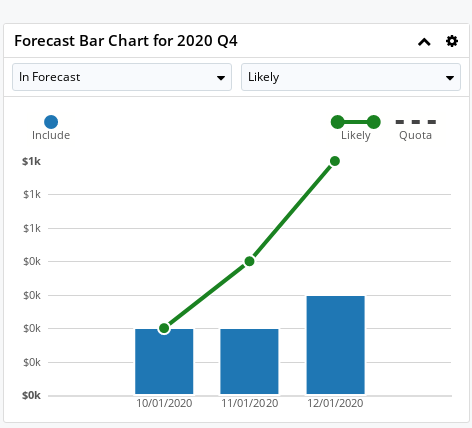 Forecast Bar Chart for 2020 Q4
In Forecast
Likely
Include
Likely
Quota
$1k
$1k
$1k
$0k
$0k
$0k
$0k
$0k
10/01/2020
11/01/2020
12/01/2020